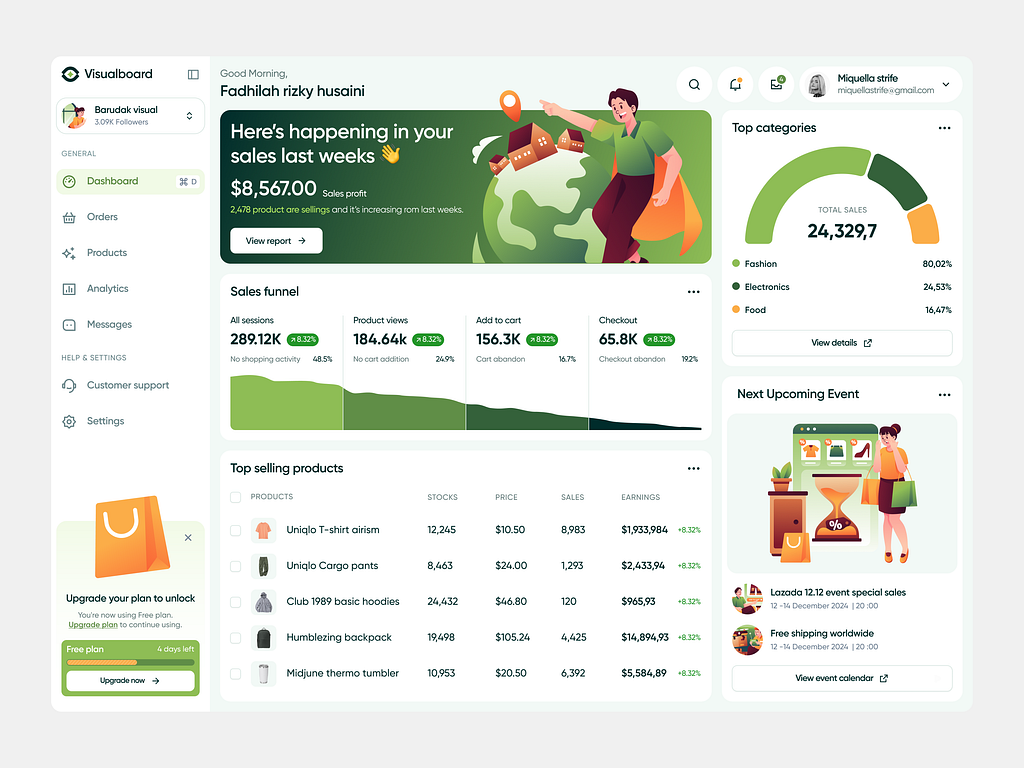 Visualboard
Barudak visual
3.09K Followers
GENERAL
Dashboard ⌘ D
Orders
Products
Analytics
Messages
HELP & SETTINGS
Customer support
Settings
Upgrade your plan to unlock
You're now using Free plan.
Upgrade plan to continue using.
Free plan 4 days left
Upgrade now →
Good Morning,
Fadhilah rizky husaini
4
Miquella strife
miquellastrife@gmail.com
Here's happening in your
sales last weeks 👋
$8,567.00 Sales profit
2,478 product are sellings and it's increasing rom last weeks.
View report →
Sales funnel
All sessions
289.12K ↗ 8.32%
No shopping activity 48.5%
Product views
184.64k ↗ 8.32%
No cart addition 24.9%
Add to cart
156.3K ↗ 8.32%
Cart abandon 16.7%
Checkout
65.8K ↗ 8.32%
Checkout abandon 19.2%
Top selling products
PRODUCTS STOCKS PRICE SALES EARNINGS
Uniqlo T-shirt airism 12,245 $10.50 8,983 $1,933,984 +8.32%
Uniqlo Cargo pants 8,463 $24.00 1,293 $2,433,94 +8.32%
Club 1989 basic hoodies 24,432 $46.80 120 $965,93 +8.32%
Humblezing backpack 19,498 $105.24 4,425 $14,894,93 +8.32%
Midjune thermo tumbler 10,953 $20.50 6,392 $5,584,89 +8.32%
Top categories
TOTAL SALES
24,329,7
Fashion 80,02%
Electronics 24,53%
Food 16,47%
View details
Next Upcoming Event
%
Lazada 12.12 event special sales
12 -14 December 2024 | 20 :00
Free shipping worldwide
12 -14 December 2024 | 20 :00
View event calendar